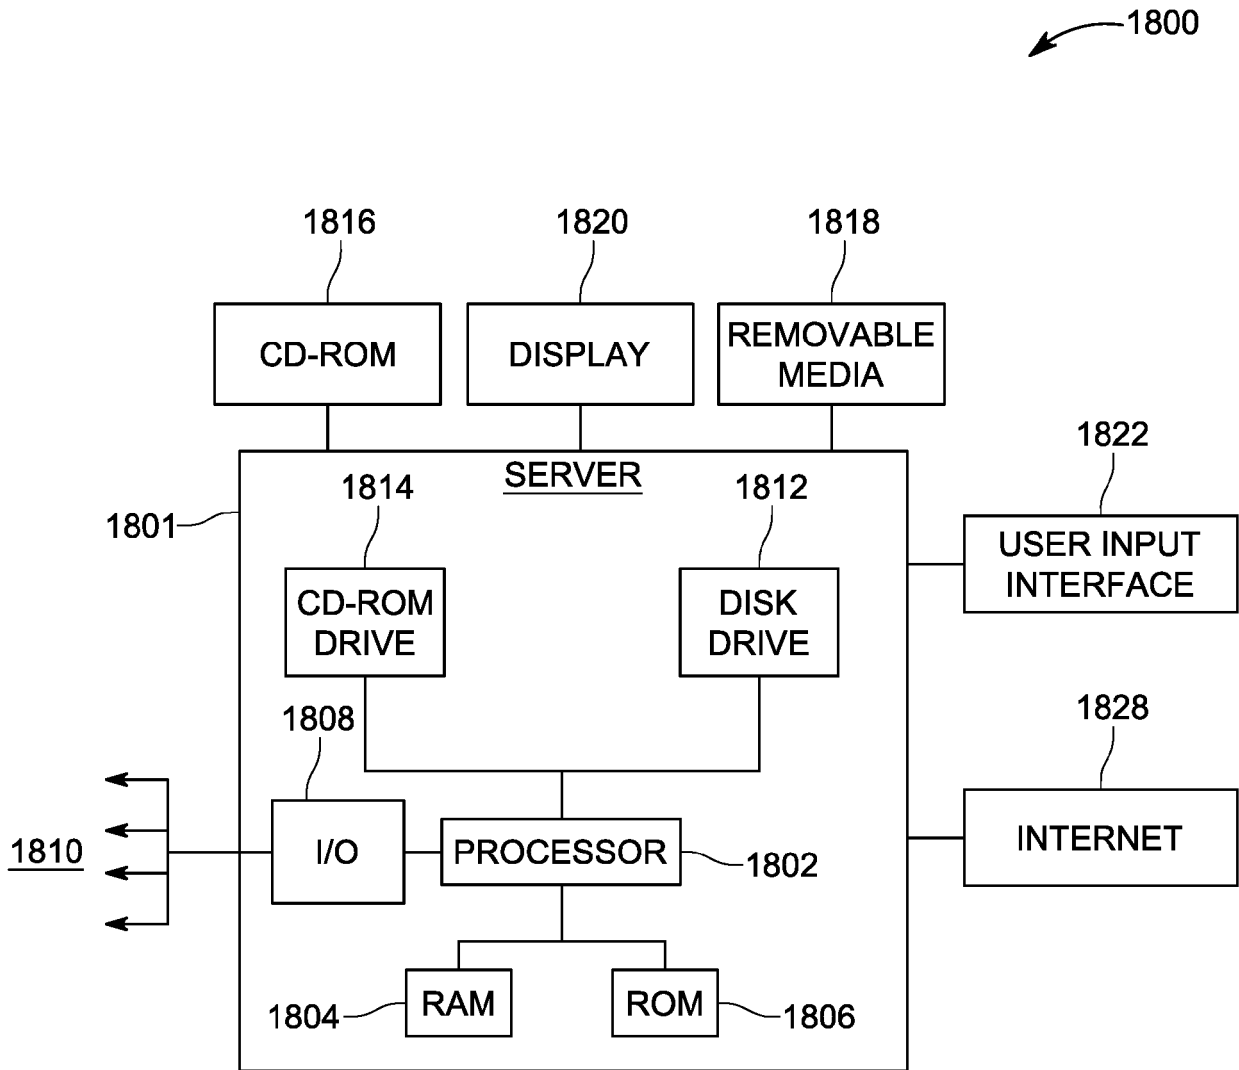 1800
1816
1820
1818
CD-ROM
DISPLAY
REMOVABLE
MEDIA
1822
SERVER
1814
1812
1801
USER INPUT
INTERFACE
CD-ROM
DRIVE
DISK
DRIVE
1808
1828
1810
I/O
PROCESSOR
1802
INTERNET
1804
RAM
ROM
1806